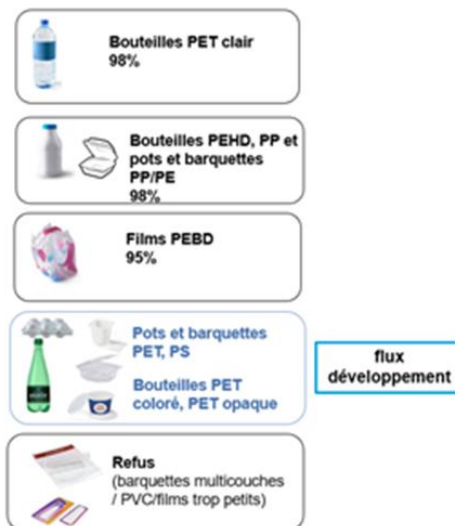 Bouteilles PET clair
98%
Bouteilles PEHD, PP et
pots et barquettes
PP/PE
98%
Films PEBD
95%
Pots et barquettes
PET, PS
Bouteilles PET
coloré, PET opaque
flux
développement
Refus
(barquettes multicouches
/ PVC/films trop petits)